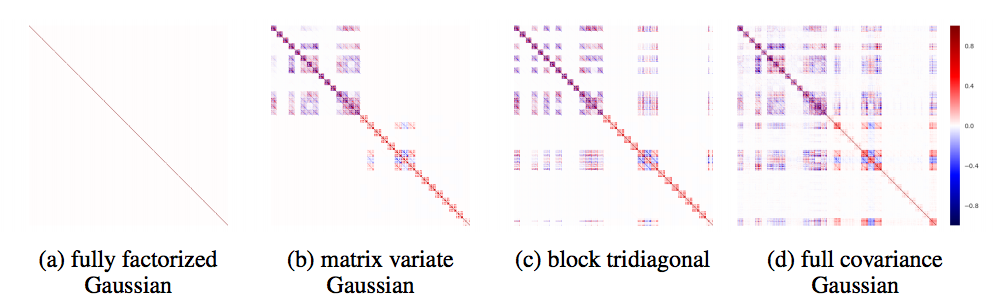 0.8
0.4
0.0
−0.4
−0.8
(a) fully factorized
Gaussian
(b) matrix variate
Gaussian
(c) block tridiagonal
(d) full covariance
Gaussian